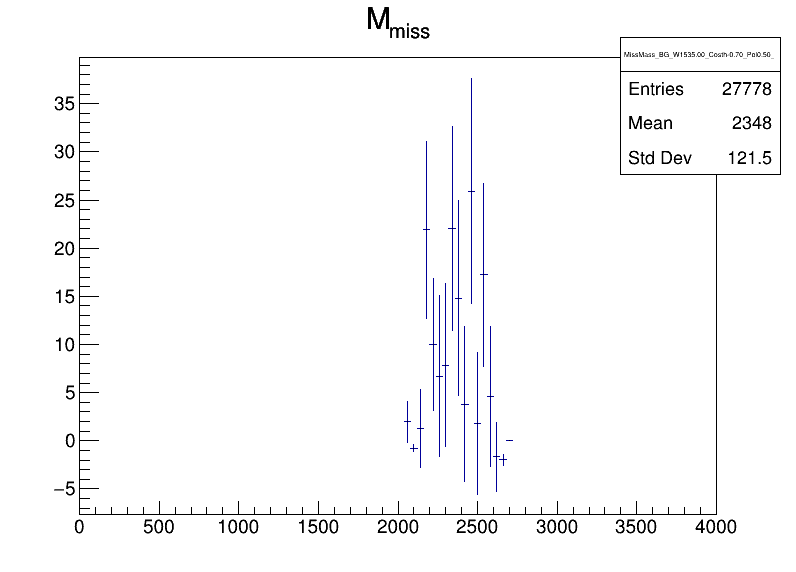 M_miss
MissMass_BG_W1535.00_Costh-0.70_Pol0.50_
Entries 27778
Mean 2348
Std Dev 121.5
35
30
25
20
15
10
5
0
−5
0 500 1000 1500 2000 2500 3000 3500 4000